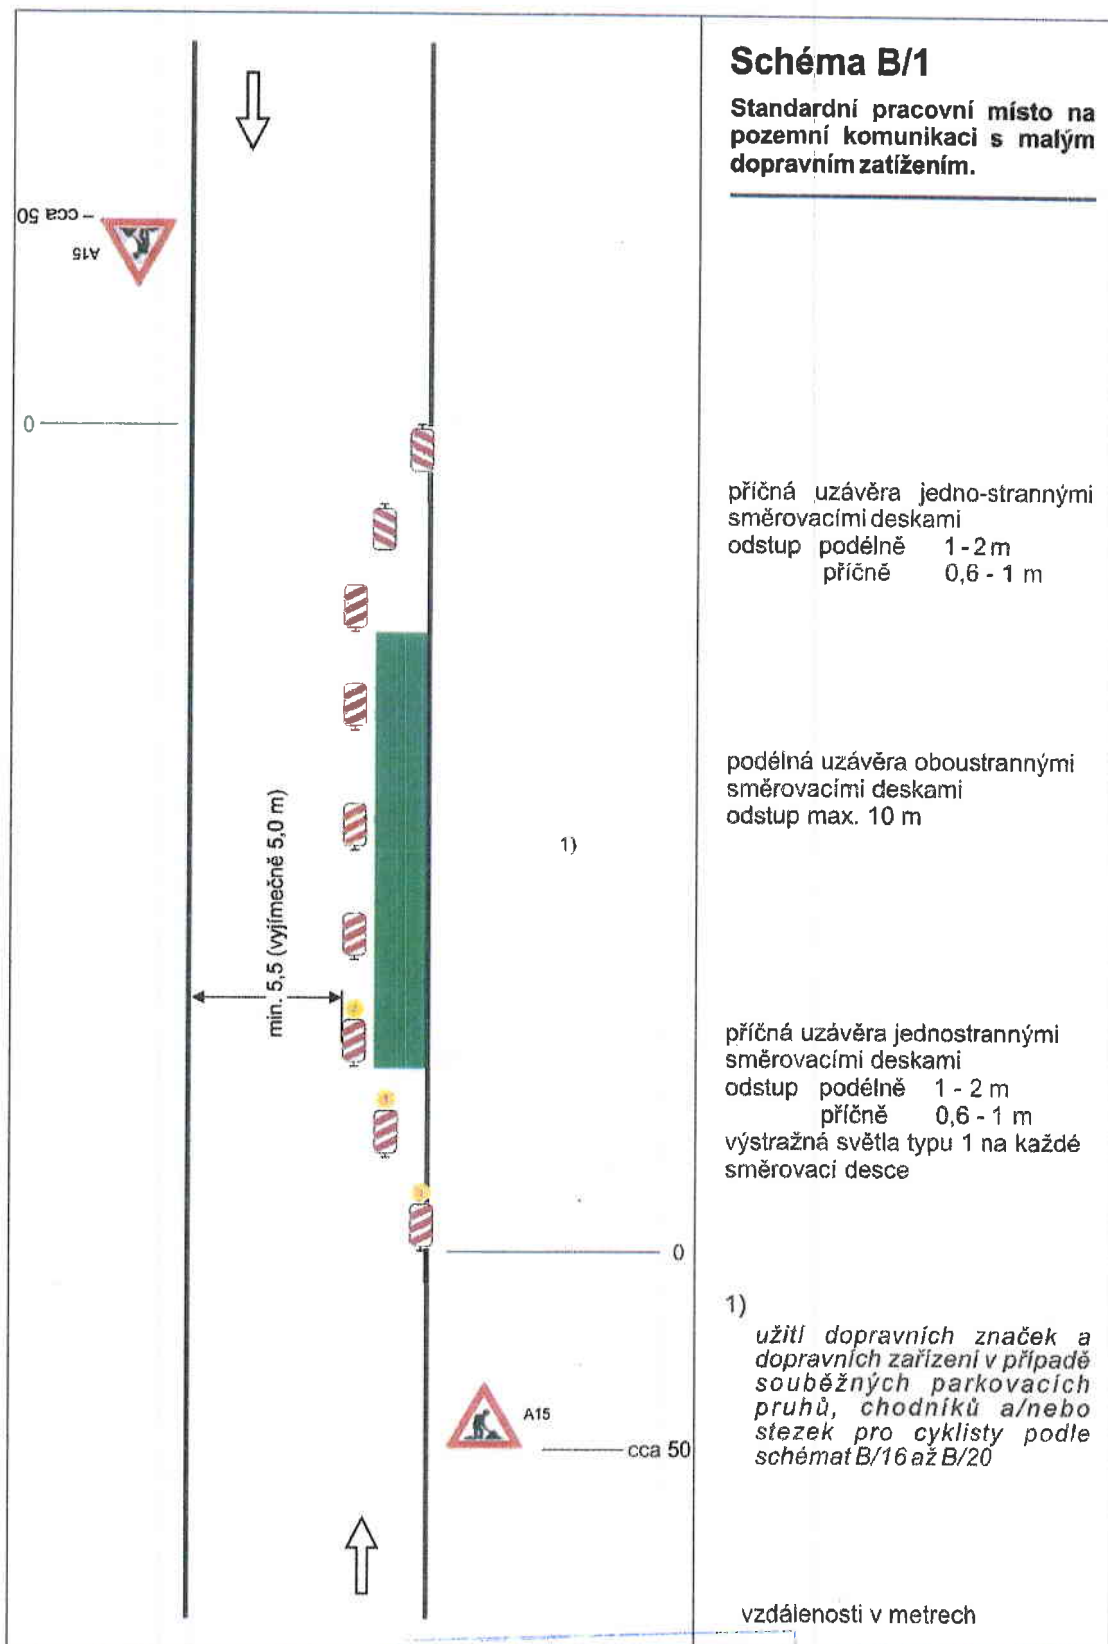 Schéma B/1
Standardní pracovní místo na
pozemní komunikaci s malým
dopravním zatížením.
cca 50
A15
0
příčná uzávěra jedno-strannými
směrovacími deskami
odstup podélně 1 - 2 m
příčně 0,6 - 1 m
podélná uzávěra oboustrannými
směrovacími deskami
odstup max. 10 m
1)
min. 5,5 (vyjímečně 5,0 m)
příčná uzávěra jednostrannými
směrovacími deskami
odstup podélně 1 - 2 m
příčně 0,6 - 1 m
výstražná světla typu 1 na každé
směrovací desce
0
1)
užití dopravních značek a
dopravních zařízení v případě
souběžných parkovacích
pruhů, chodníků a/nebo
stezek pro cyklisty podle
schémat B/16 až B/20
A15
cca 50
vzdálenosti v metrech